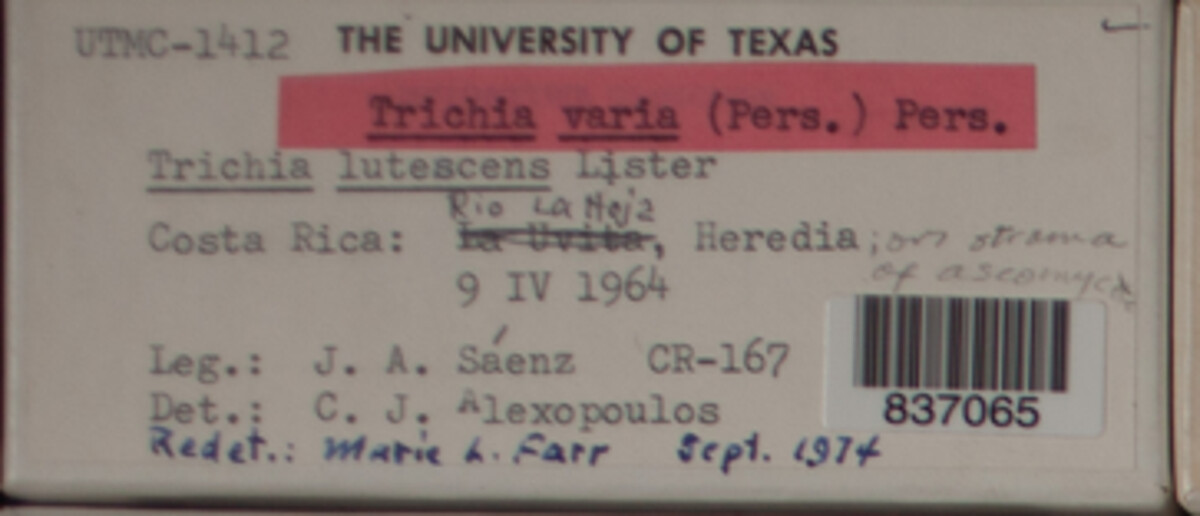 UTMC-1412 THE UNIVERSITY OF TEXAS
Trichia varia (Pers.) Pers.
Trichia lutescens Lister
Rio La Hoja
Costa Rica: La Uvita, Heredia; on stroma
of ascomycete
9 IV 1964
Leg.: J. A. Sáenz CR-167
Det.: C. J. Alexopoulos
837065
Redet.: Marie L. Farr Sept. 1974